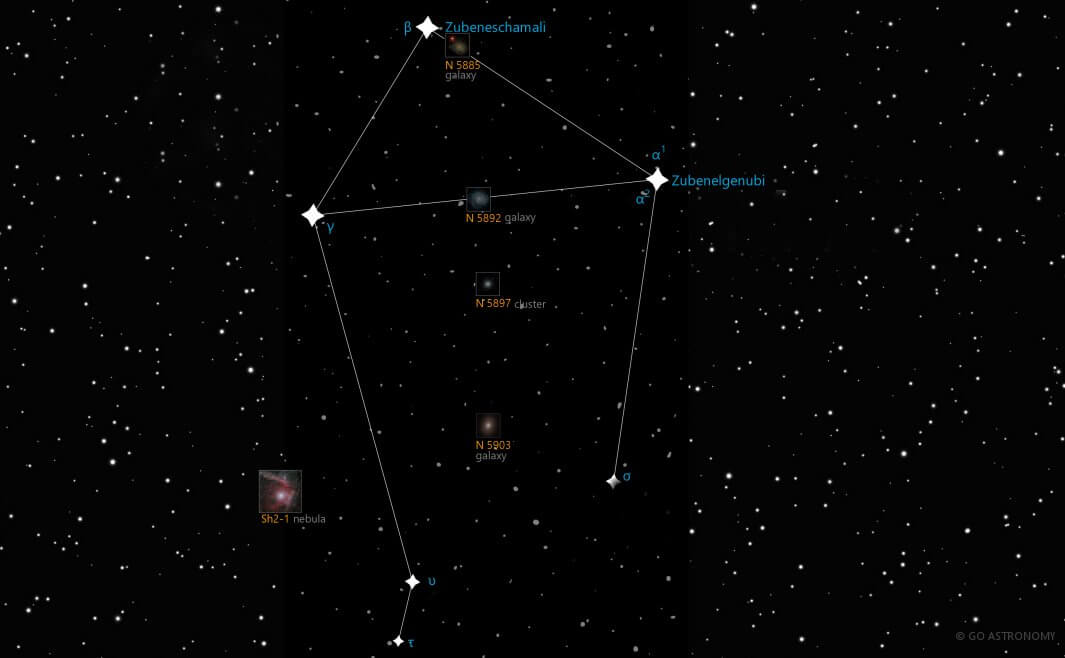 β Zubeneschamali
N 5885
galaxy
α1
Zubenelgenubi
α2
N 5892 galaxy
γ
N 5897 cluster
N 5903
galaxy
σ
Sh2-1 nebula
υ
τ
© GO ASTRONOMY